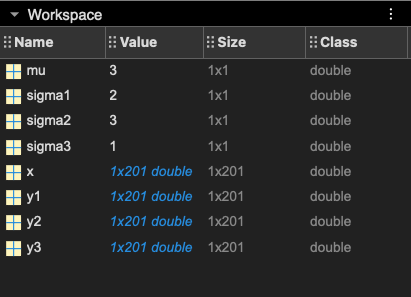 Workspace
Name Value Size Class
mu 3 1x1 double
sigma1 2 1x1 double
sigma2 3 1x1 double
sigma3 1 1x1 double
x 1x201 double 1x201 double
y1 1x201 double 1x201 double
y2 1x201 double 1x201 double
y3 1x201 double 1x201 double